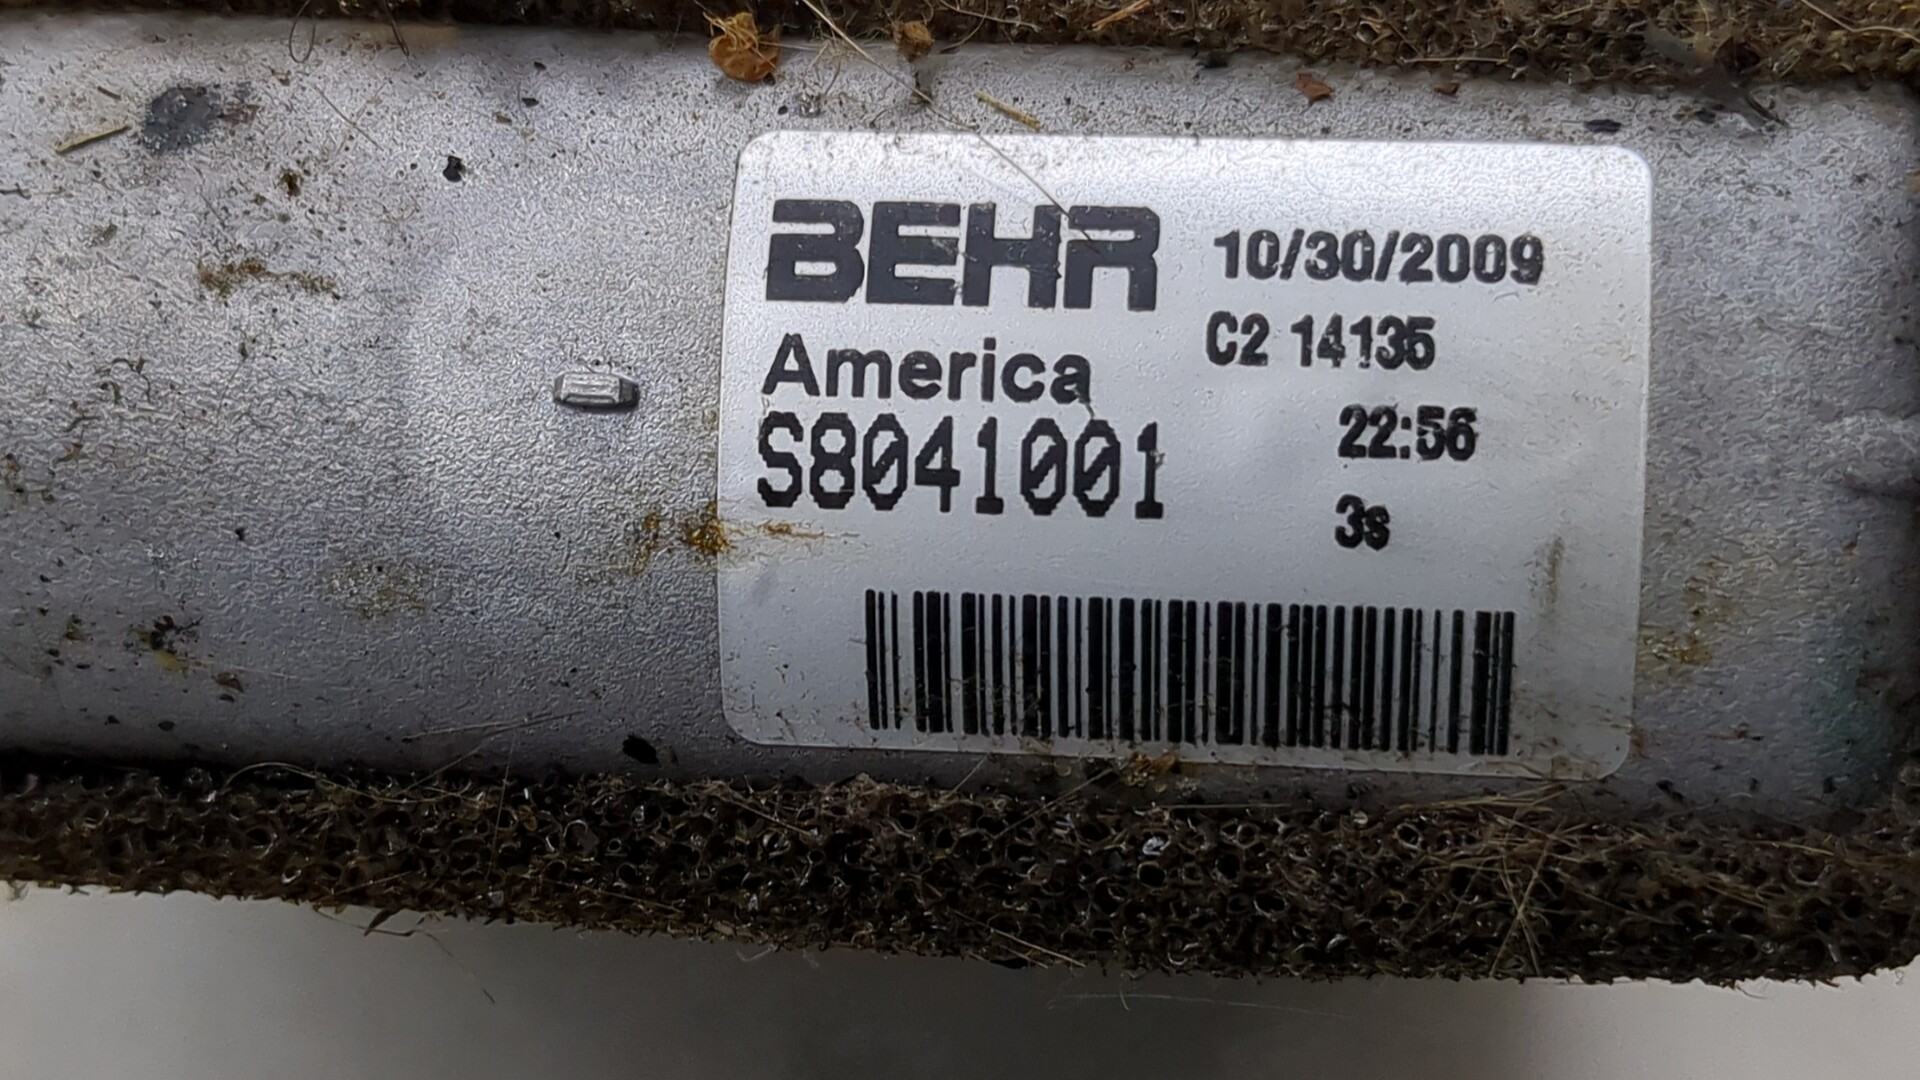 BEHR
America
S8041001
10/30/2009
C2 14135
22:56
3s